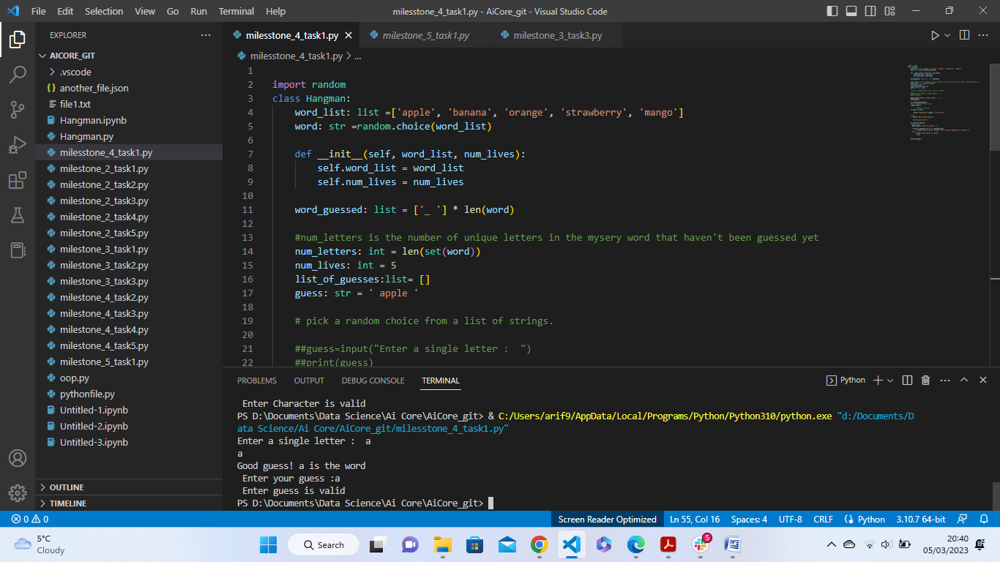 File Edit Selection View Go Run Terminal Help
milesstone_4_task1.py - AiCore_git - Visual Studio Code
EXPLORER
AICORE_GIT
.vscode
another_file.json
file1.txt
Hangman.ipynb
Hangman.py
milesstone_4_task1.py
milestone_2_task1.py
milestone_2_task2.py
milestone_2_task3.py
milestone_2_task4.py
milestone_2_task5.py
milestone_3_task1.py
milestone_3_task2.py
milestone_3_task3.py
milestone_4_task2.py
milestone_4_task3.py
milestone_4_task4.py
milestone_4_task5.py
milestone_5_task1.py
oop.py
pythonfile.py
Untitled-1.ipynb
Untitled-2.ipynb
Untitled-3.ipynb
OUTLINE
TIMELINE
milesstone_4_task1.py milestone_5_task1.py milestone_3_task3.py
milesstone_4_task1.py > ...
1
2 import random
3 class Hangman:
4 word_list: list =['apple', 'banana', 'orange', 'strawberry', 'mango']
5 word: str =random.choice(word_list)
6
7 def __init__(self, word_list, num_lives):
8 self.word_list = word_list
9 self.num_lives = num_lives
10
11 word_guessed: list = ['_ '] * len(word)
12
13 #num_letters is the number of unique letters in the mysery word that haven't been guessed yet
14 num_letters: int = len(set(word))
15 num_lives: int = 5
16 list_of_guesses:list= []
17 guess: str = ' apple '
18
19 # pick a random choice from a list of strings.
20
21 ##guess=input("Enter a single letter :  ")
22 ##print(guess)
PROBLEMS OUTPUT DEBUG CONSOLE TERMINAL
Python
Enter Character is valid
PS D:\Documents\Data Science\Ai Core\AiCore_git> & C:/Users/arif9/AppData/Local/Programs/Python/Python310/python.exe "d:/Documents/D
ata Science/Ai Core/AiCore_git/milesstone_4_task1.py"
Enter a single letter :  a
a
Good guess! a is the word
Enter your guess :a
Enter guess is valid
PS D:\Documents\Data Science\Ai Core\AiCore_git>
0 0 Screen Reader Optimized Ln 55, Col 16 Spaces: 4 UTF-8 CRLF Python 3.10.7 64-bit
5°C
Cloudy
Search
5
20:40
05/03/2023